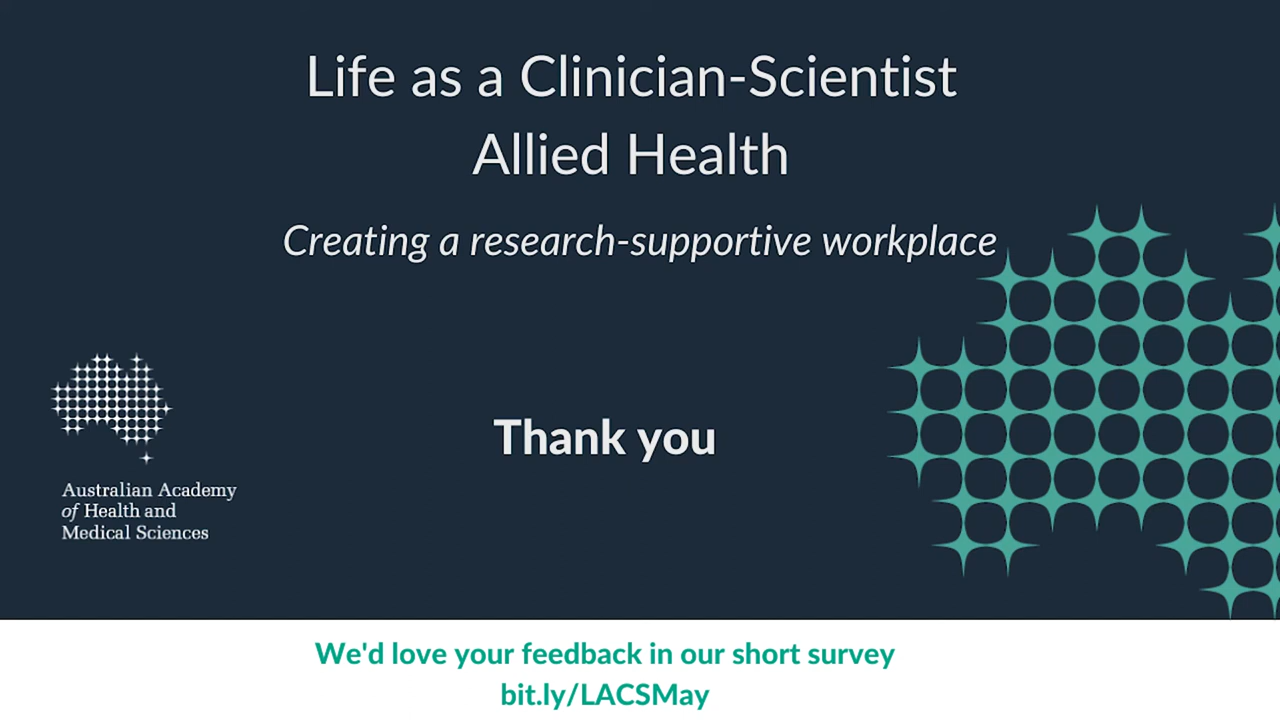 Life as a Clinician-Scientist
Allied Health
Creating a research-supportive workplace
Thank you
Australian Academy
of Health and
Medical Sciences
We'd love your feedback in our short survey
bit.ly/LACSMay